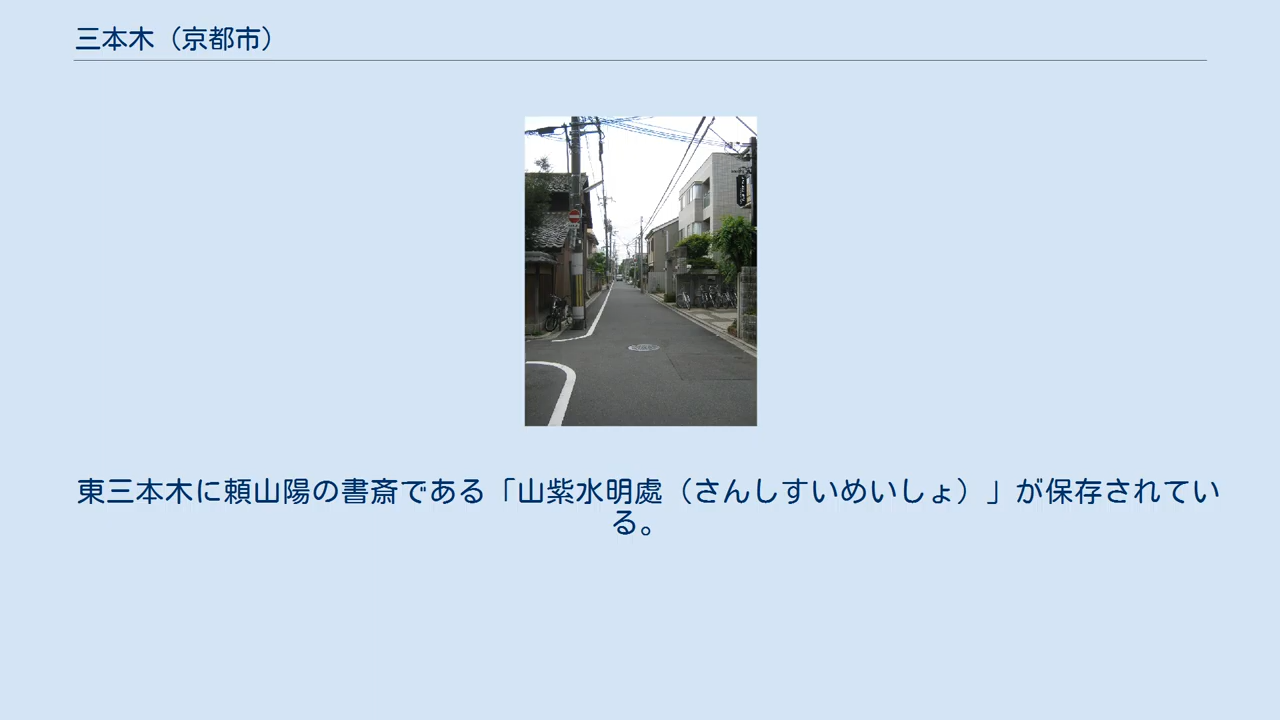 三本木（京都市）
東三本木に頼山陽の書斎である「山紫水明處（さんしすいめいしょ）」が保存されてい
る。